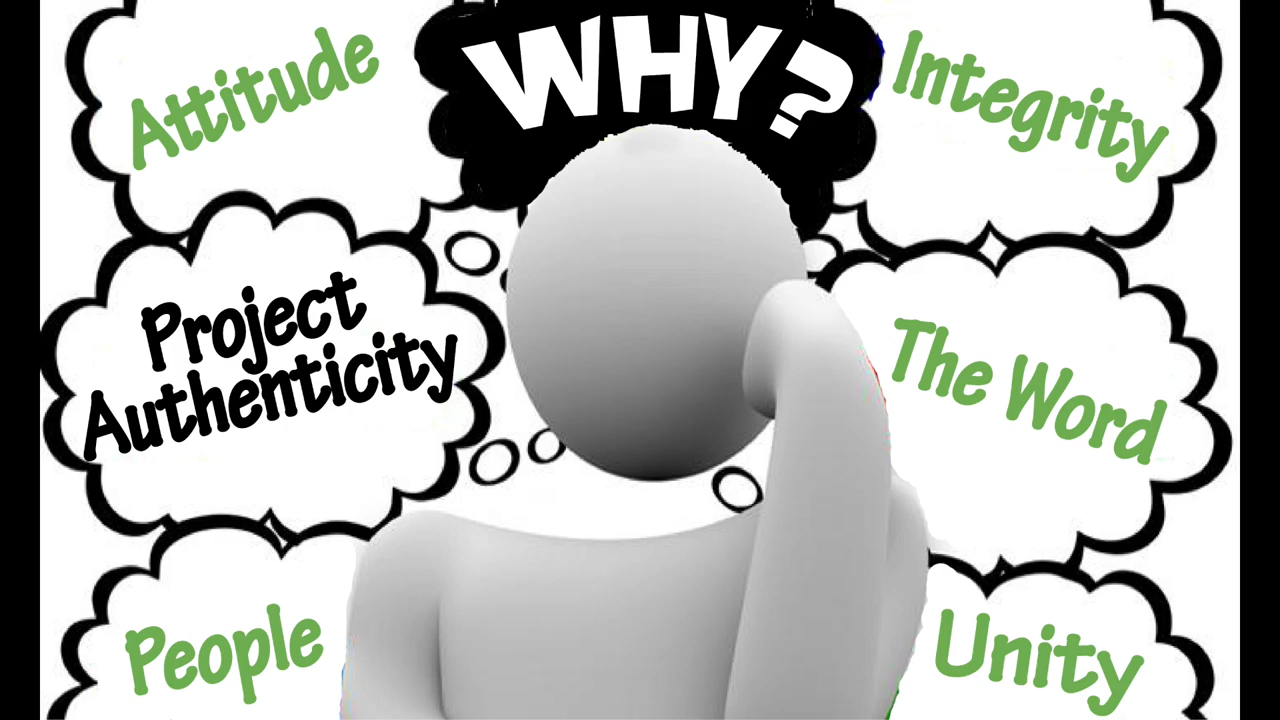 WHY?
Attitude
Integrity
Project
Authenticity
The Word
People
Unity